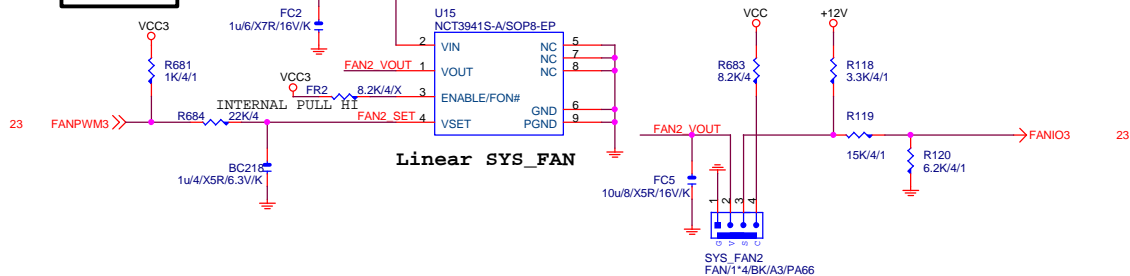 FC2
1u/6/X7R/16V/K
VCC3
R681
1K/4/1
U15
NCT3941S-A/SOP8-EP
2 VIN
1 VOUT
3 ENABLE/FON#
4 VSET
NC 5
NC 7
NC 8
GND 6
PGND 9
FAN2_VOUT
VCC3
FR2 8.2K/4/X
INTERNAL PULL HI
23 FANPWM3
R684 22K/4
FAN2_SET
BC218
1u/4/X5R/6.3V/K
Linear SYS_FAN
VCC
+12V
R683
8.2K/4
R118
3.3K/4/1
FAN2_VOUT
R119
15K/4/1
FANIO3 23
R120
6.2K/4/1
FC5
10u/8/X5R/16V/K
1 2 3 4
G V S C
SYS_FAN2
FAN/1*4/BK/A3/PA66